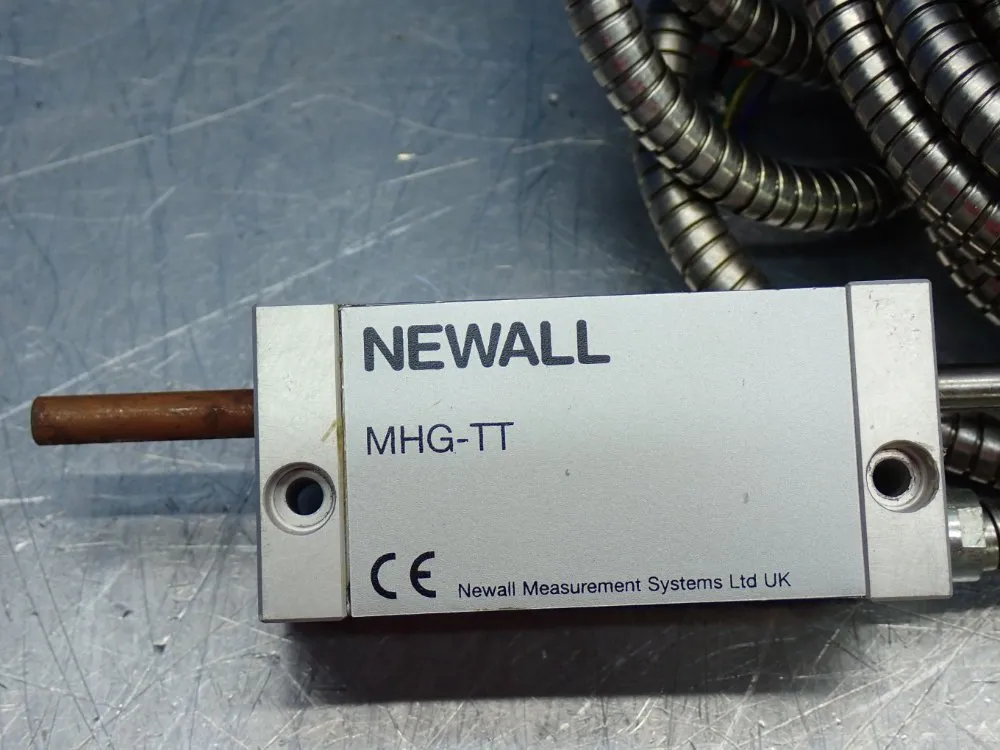 NEWALL
MHG-TT
CE Newall Measurement Systems Ltd UK